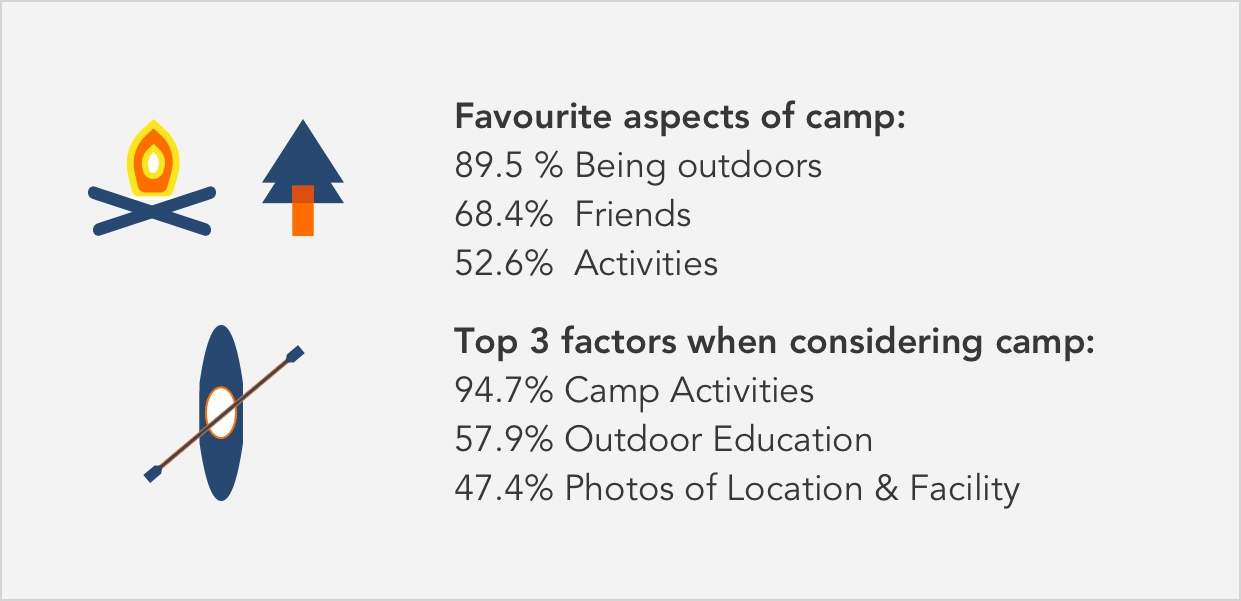 Favourite aspects of camp:
89.5 % Being outdoors
68.4%  Friends
52.6%  Activities
Top 3 factors when considering camp:
94.7% Camp Activities
57.9% Outdoor Education
47.4% Photos of Location & Facility